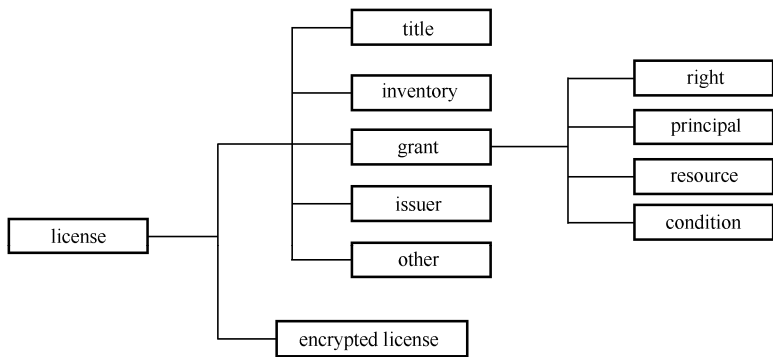 title
inventory
right
principal
grant
resource
issuer
condition
license
other
encrypted license